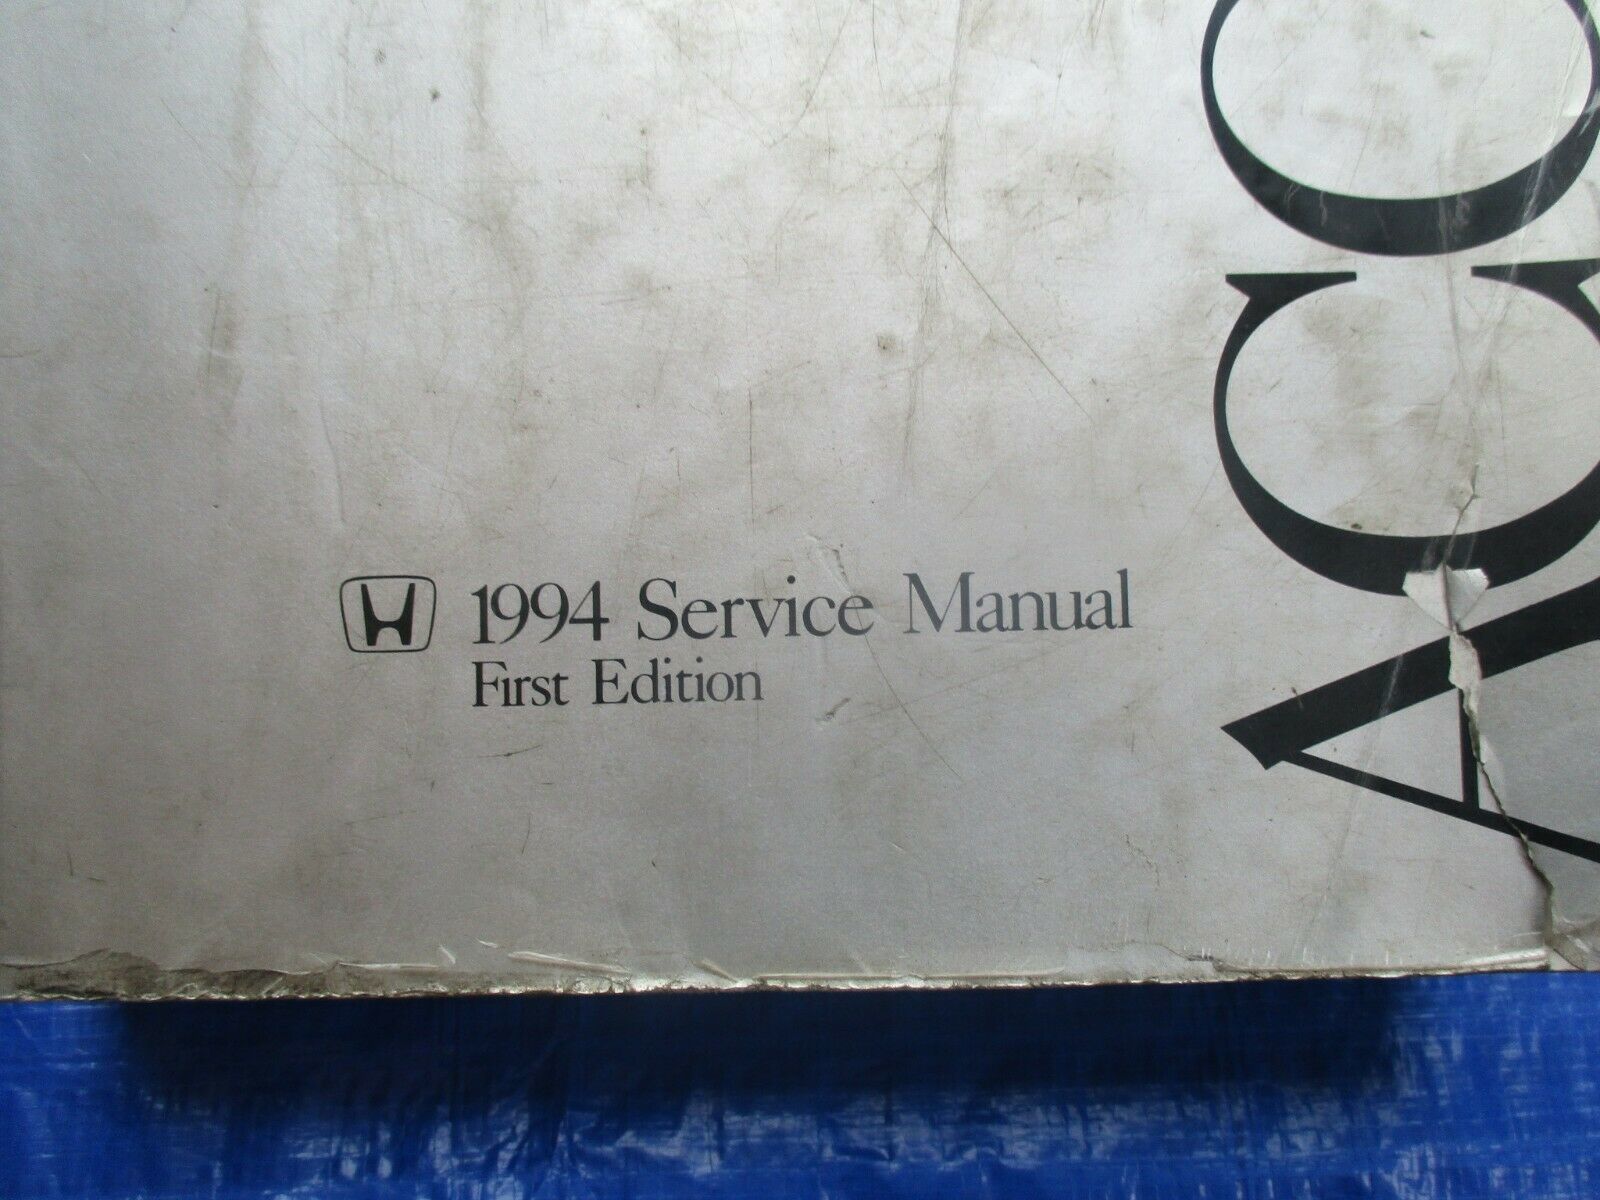 1994 Service Manual
First Edition
ACC